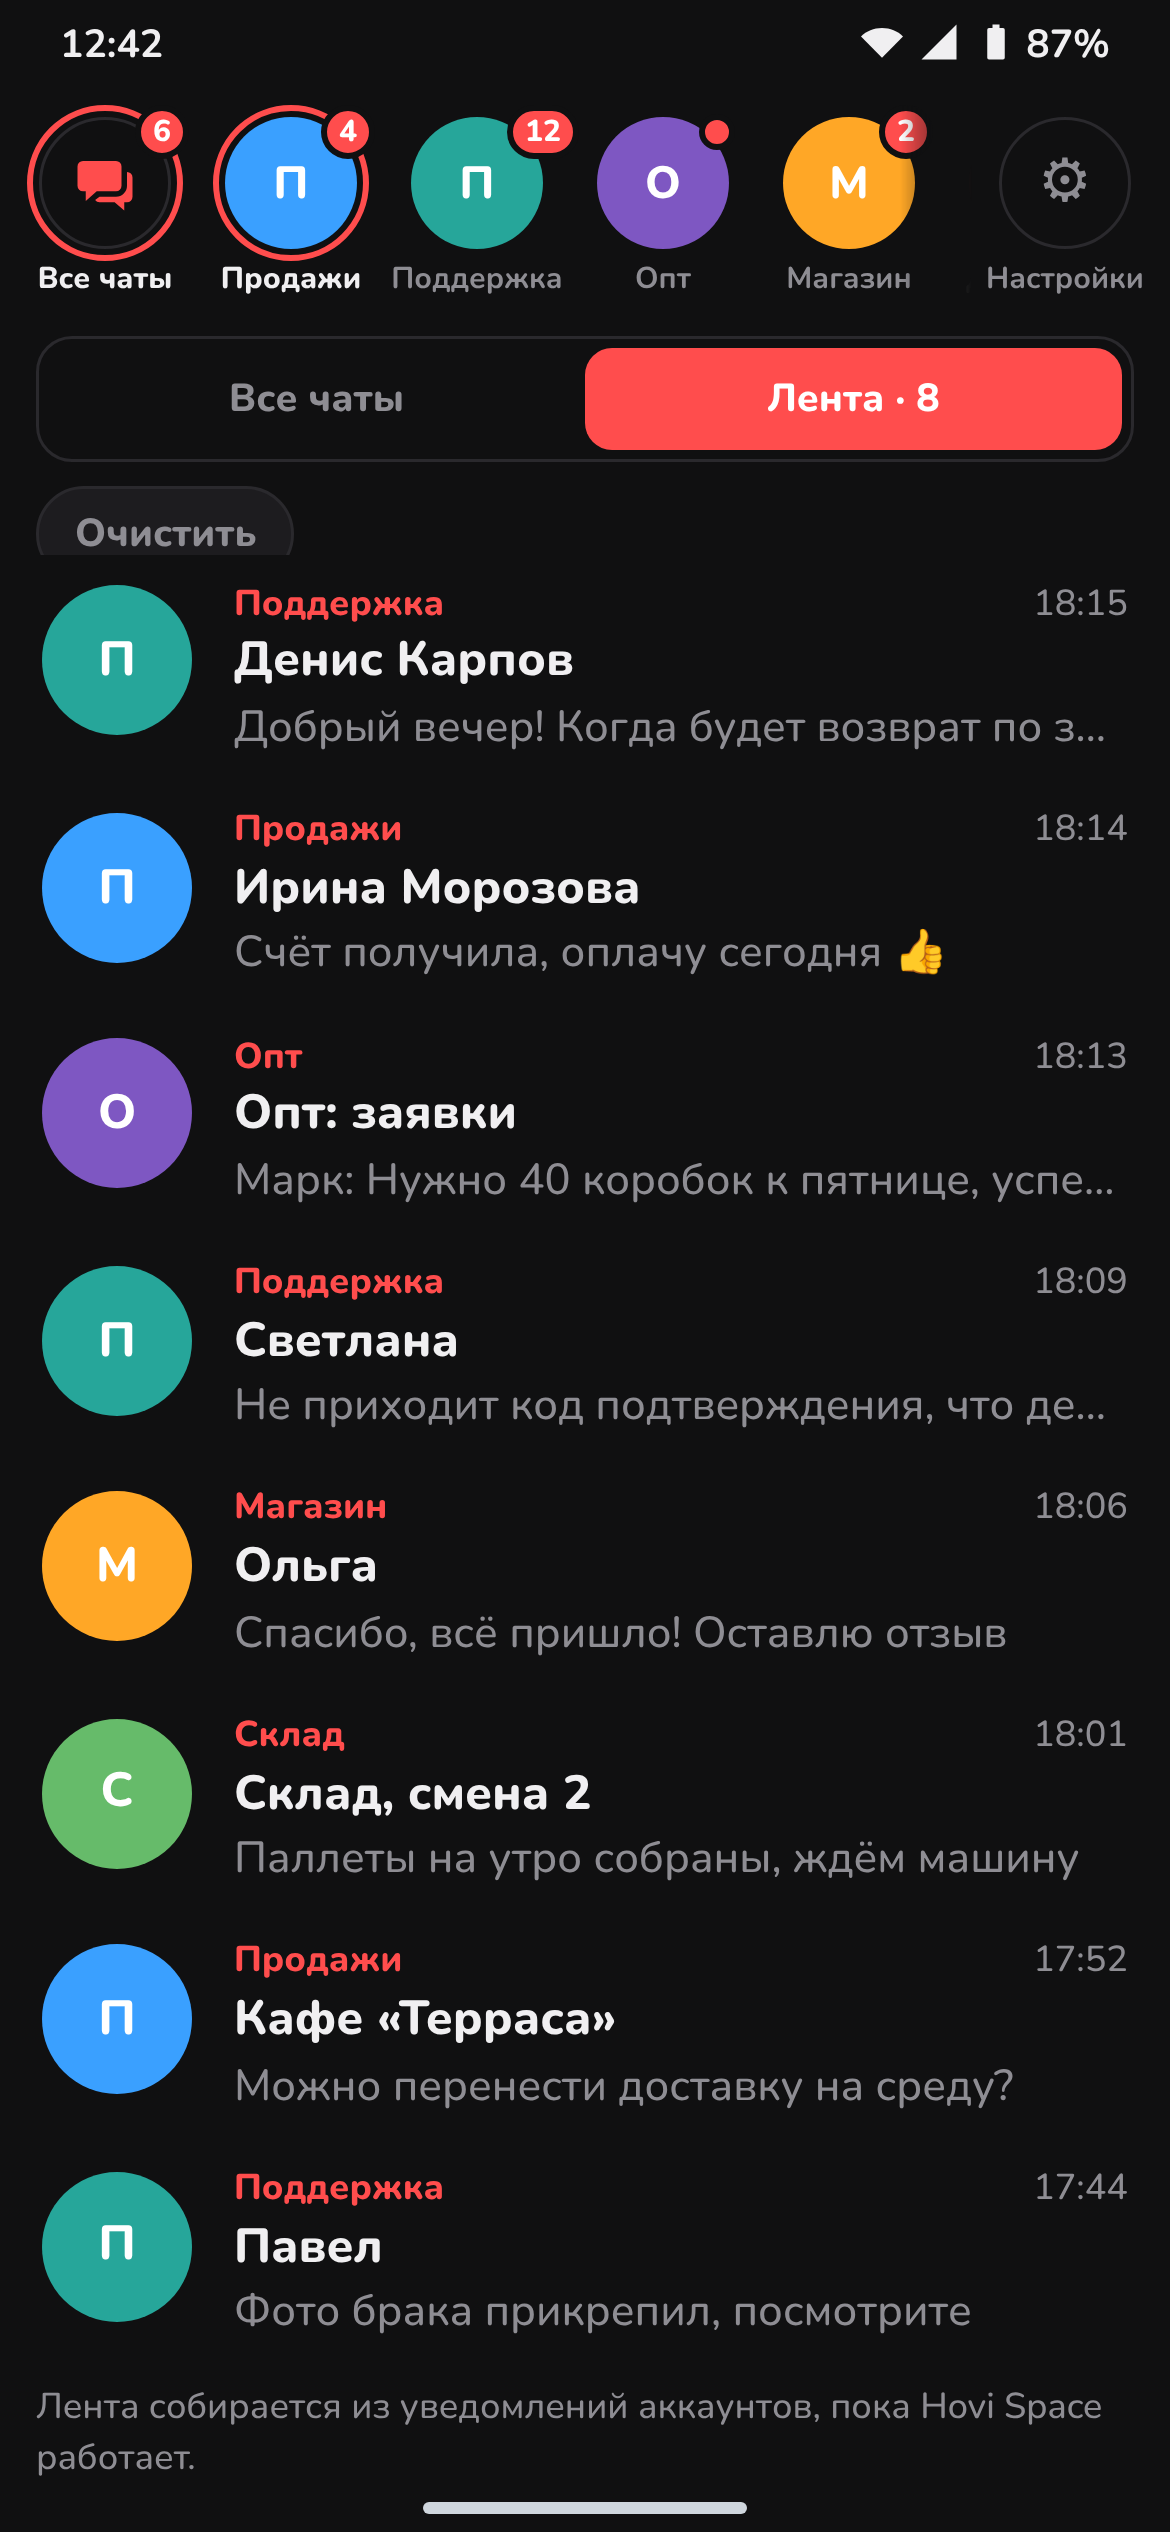 12:42 87%
6 4 12 2
П П О М
Все чаты Продажи Поддержка Опт Магазин Настройки
Все чаты Лента · 8
Очистить
Поддержка 18:15
П Денис Карпов
Добрый вечер! Когда будет возврат по з...
Продажи 18:14
П Ирина Морозова
Счёт получила, оплачу сегодня 👍
Опт 18:13
О Опт: заявки
Марк: Нужно 40 коробок к пятнице, успе...
Поддержка 18:09
П Светлана
Не приходит код подтверждения, что де...
Магазин 18:06
М Ольга
Спасибо, всё пришло! Оставлю отзыв
Склад 18:01
С Склад, смена 2
Паллеты на утро собраны, ждём машину
Продажи 17:52
П Кафе «Терраса»
Можно перенести доставку на среду?
Поддержка 17:44
П Павел
Фото брака прикрепил, посмотрите
Лента собирается из уведомлений аккаунтов, пока Hovi Space
работает.